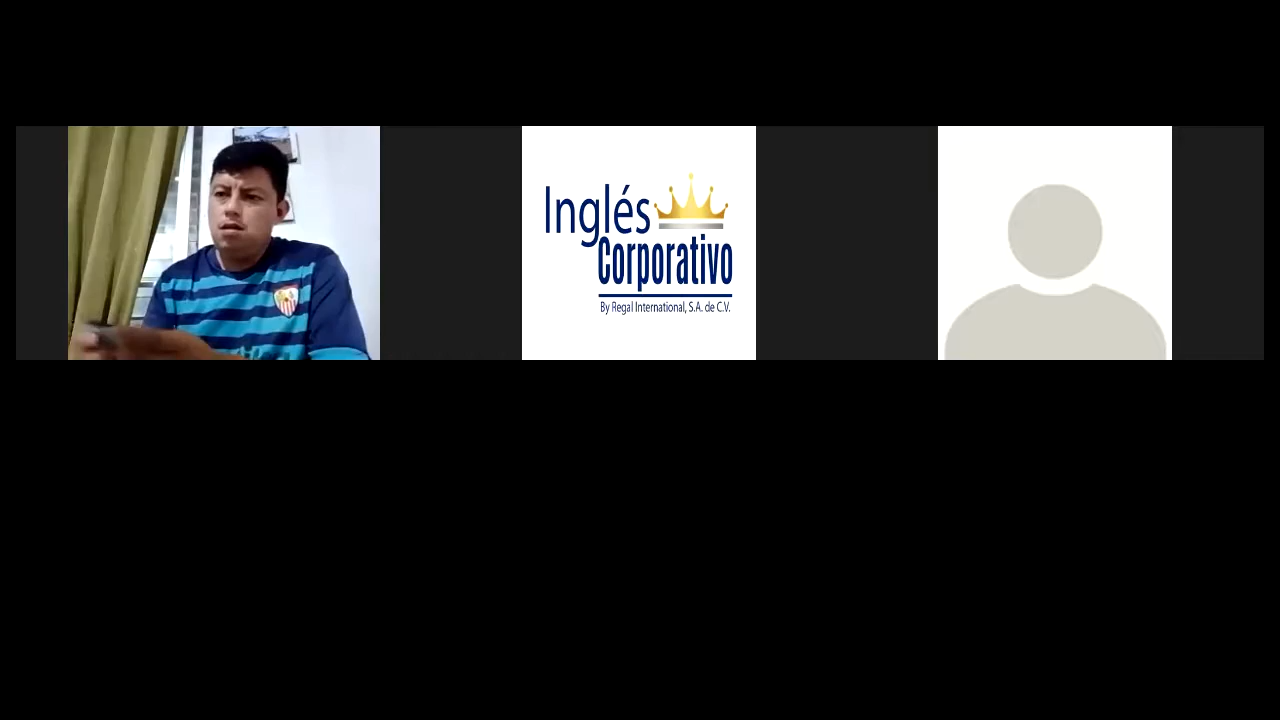 Inglés
Corporativo
By Regal International, S.A. de C.V.